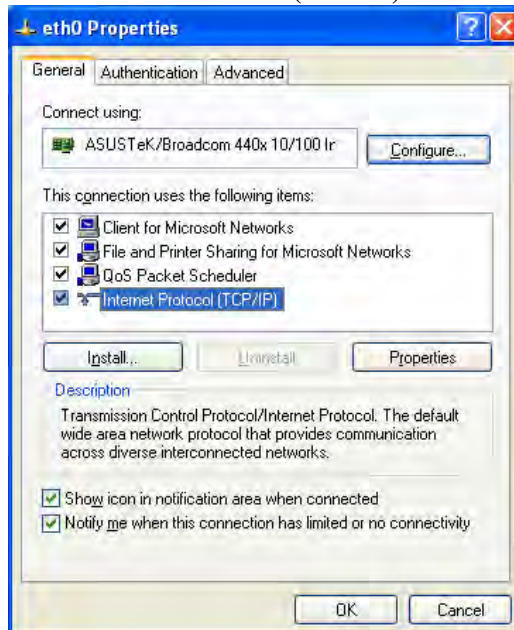 eth0 Properties
General Authentication Advanced
Connect using:
ASUSTeK/Broadcom 440x 10/100 Ir
Configure...
This connection uses the following items:
Client for Microsoft Networks
File and Printer Sharing for Microsoft Networks
QoS Packet Scheduler
Internet Protocol (TCP/IP)
Install... Uninstall Properties
Description
Transmission Control Protocol/Internet Protocol. The default
wide area network protocol that provides communication
across diverse interconnected networks.
Show icon in notification area when connected
Notify me when this connection has limited or no connectivity
OK Cancel